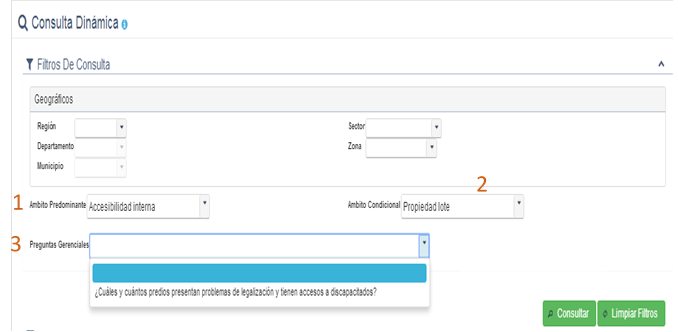 Consulta Dinámica
Filtros De Consulta
Geográficos
Región
Sector
Departamento
Zona
Municipio
2
1 Ambito Predominante Accesibilidad interna
Ambito Condicional Propiedad lote
3 Preguntas Gerenciales
¿Cuáles y cuántos predios presentan problemas de legalización y tienen accesos a discapacitados?
Consultar
Limpiar Filtros